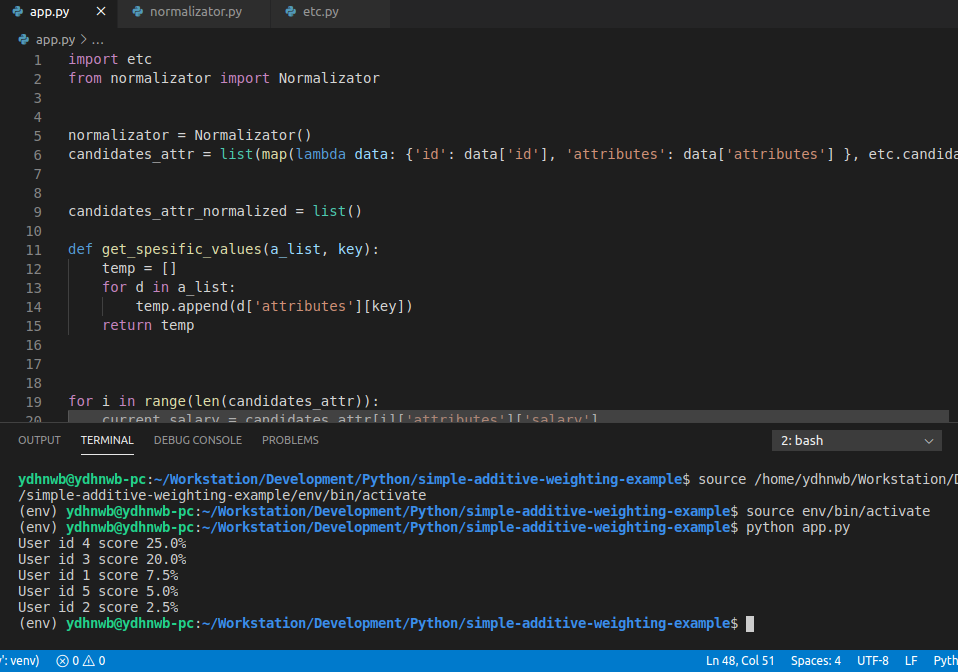 app.py × normalizator.py etc.py
app.py > ...
1 import etc
2 from normalizator import Normalizator
3
4
5 normalizator = Normalizator()
6 candidates_attr = list(map(lambda data: {'id': data['id'], 'attributes': data['attributes'] }, etc.candida
7
8
9 candidates_attr_normalized = list()
10
11 def get_spesific_values(a_list, key):
12 temp = []
13 for d in a_list:
14 temp.append(d['attributes'][key])
15 return temp
16
17
18
19 for i in range(len(candidates_attr)):
20 current_salary = candidates_attr[i]['attributes']['salary']
OUTPUT TERMINAL DEBUG CONSOLE PROBLEMS 2: bash
ydhnwb@ydhnwb-pc:~/Workstation/Development/Python/simple-additive-weighting-example$ source /home/ydhnwb/Workstation/D
/simple-additive-weighting-example/env/bin/activate
(env) ydhnwb@ydhnwb-pc:~/Workstation/Development/Python/simple-additive-weighting-example$ source env/bin/activate
(env) ydhnwb@ydhnwb-pc:~/Workstation/Development/Python/simple-additive-weighting-example$ python app.py
User id 4 score 25.0%
User id 3 score 20.0%
User id 1 score 7.5%
User id 5 score 5.0%
User id 2 score 2.5%
(env) ydhnwb@ydhnwb-pc:~/Workstation/Development/Python/simple-additive-weighting-example$
': venv) 0 0 Ln 48, Col 51 Spaces: 4 UTF-8 LF Pyth